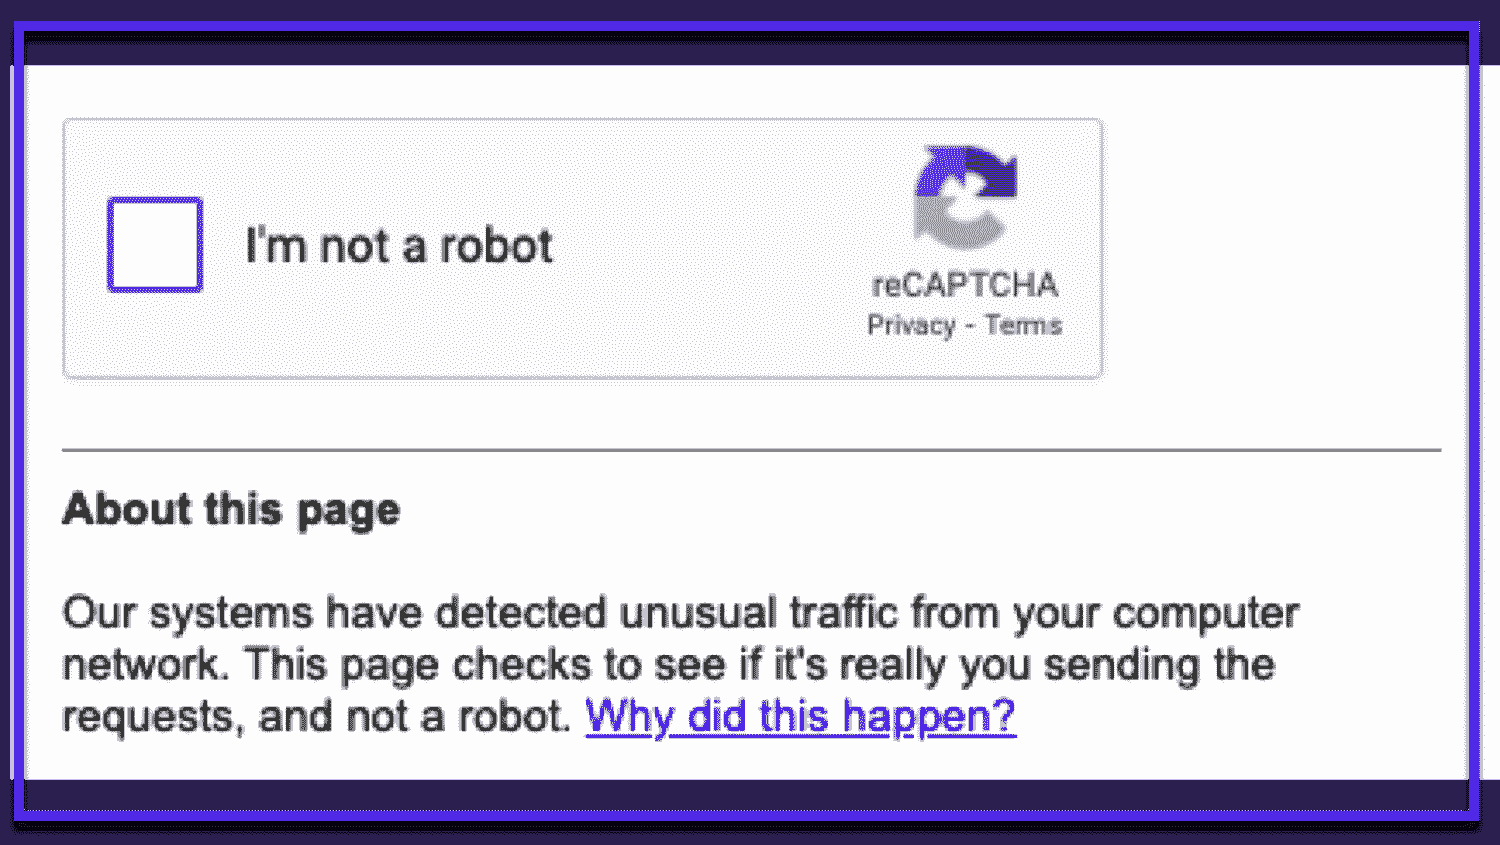 I'm not a robot
reCAPTCHA
Privacy - Terms
About this page
Our systems have detected unusual traffic from your computer
network. This page checks to see if it's really you sending the
requests, and not a robot. Why did this happen?